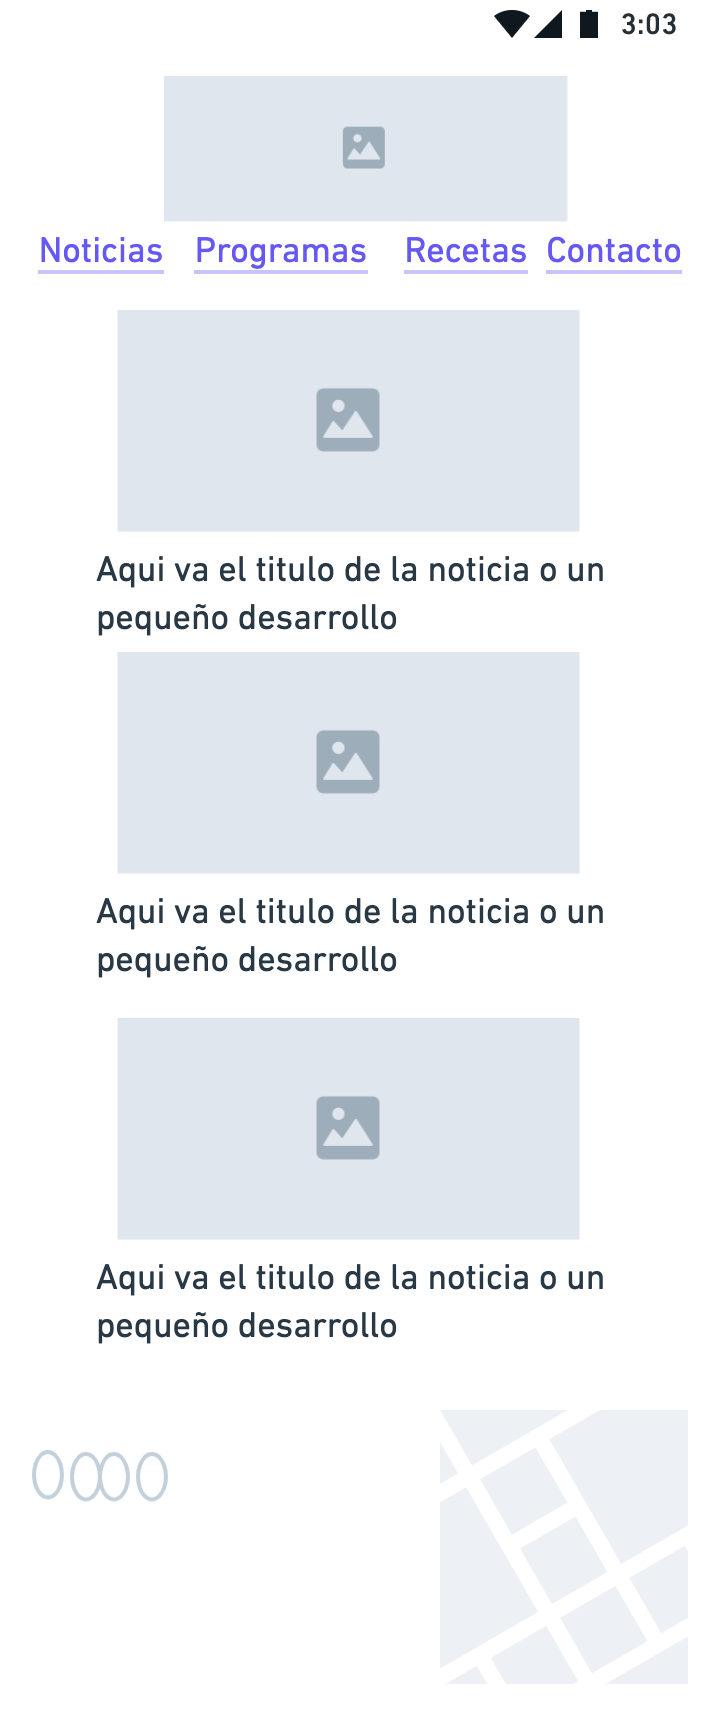 3:03
Noticias Programas Recetas Contacto
Aqui va el titulo de la noticia o un
pequeño desarrollo
Aqui va el titulo de la noticia o un
pequeño desarrollo
Aqui va el titulo de la noticia o un
pequeño desarrollo